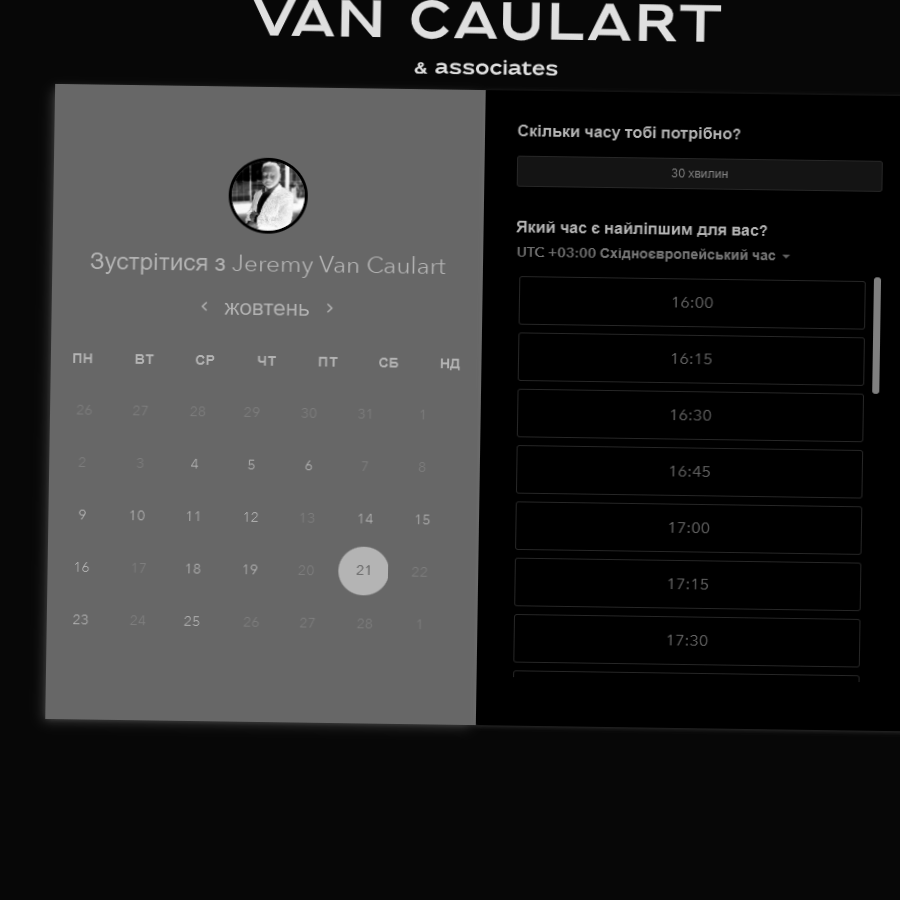 VAN CAULART
& associates
Зустрітися з Jeremy Van Caulart
жовтень
ПН ВТ СР ЧТ ПТ СБ НД
26 27 28 29 30 31 1
2 3 4 5 6 7 8
9 10 11 12 13 14 15
16 17 18 19 20 21 22
23 24 25 26 27 28 1
Скільки часу тобі потрібно?
30 хвилин
Який час є найліпшим для вас?
UTC +03:00 Східноєвропейський час
16:00
16:15
16:30
16:45
17:00
17:15
17:30